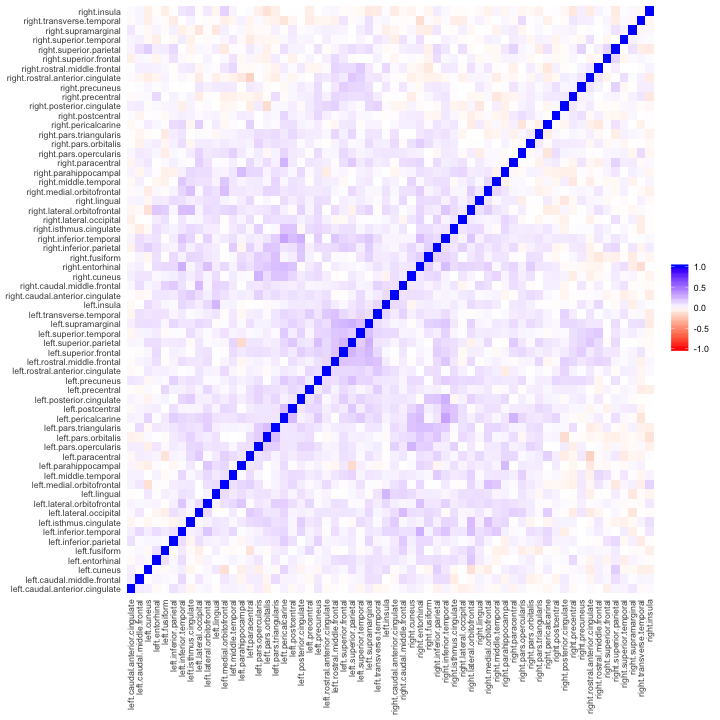 right.insula
right.transverse.temporal
right.supramarginal
right.superior.temporal
right.superior.parietal
right.superior.frontal
right.rostral.middle.frontal
right.rostral.anterior.cingulate
right.precuneus
right.precentral
right.posterior.cingulate
right.postcentral
right.pericalcarine
right.pars.triangularis
right.pars.orbitalis
right.pars.opercularis
right.paracentral
right.parahippocampal
right.middle.temporal
right.medial.orbitofrontal
right.lingual
right.lateral.orbitofrontal
right.lateral.occipital
right.isthmus.cingulate
right.inferior.temporal
right.inferior.parietal
right.fusiform
right.entorhinal
right.cuneus
right.caudal.middle.frontal
right.caudal.anterior.cingulate
left.insula
left.transverse.temporal
left.supramarginal
left.superior.temporal
left.superior.parietal
left.superior.frontal
left.rostral.middle.frontal
left.rostral.anterior.cingulate
left.precuneus
left.precentral
left.posterior.cingulate
left.postcentral
left.pericalcarine
left.pars.triangularis
left.pars.orbitalis
left.pars.opercularis
left.paracentral
left.parahippocampal
left.middle.temporal
left.medial.orbitofrontal
left.lingual
left.lateral.orbitofrontal
left.lateral.occipital
left.isthmus.cingulate
left.inferior.temporal
left.inferior.parietal
left.fusiform
left.entorhinal
left.cuneus
left.caudal.middle.frontal
left.caudal.anterior.cingulate
left.caudal.anterior.cingulate
left.caudal.middle.frontal
left.cuneus
left.entorhinal
left.fusiform
left.inferior.parietal
left.inferior.temporal
left.isthmus.cingulate
left.lateral.occipital
left.lateral.orbitofrontal
left.lingual
left.medial.orbitofrontal
left.middle.temporal
left.parahippocampal
left.paracentral
left.pars.opercularis
left.pars.orbitalis
left.pars.triangularis
left.pericalcarine
left.postcentral
left.posterior.cingulate
left.precentral
left.precuneus
left.rostral.anterior.cingulate
left.rostral.middle.frontal
left.superior.frontal
left.superior.parietal
left.superior.temporal
left.supramarginal
left.transverse.temporal
left.insula
right.caudal.anterior.cingulate
right.caudal.middle.frontal
right.cuneus
right.entorhinal
right.fusiform
right.inferior.parietal
right.inferior.temporal
right.isthmus.cingulate
right.lateral.occipital
right.lateral.orbitofrontal
right.lingual
right.medial.orbitofrontal
right.middle.temporal
right.parahippocampal
right.paracentral
right.pars.opercularis
right.pars.orbitalis
right.pars.triangularis
right.pericalcarine
right.postcentral
right.posterior.cingulate
right.precentral
right.precuneus
right.rostral.anterior.cingulate
right.rostral.middle.frontal
right.superior.frontal
right.superior.parietal
right.superior.temporal
right.supramarginal
right.transverse.temporal
right.insula
1.0
0.5
0.0
-0.5
-1.0